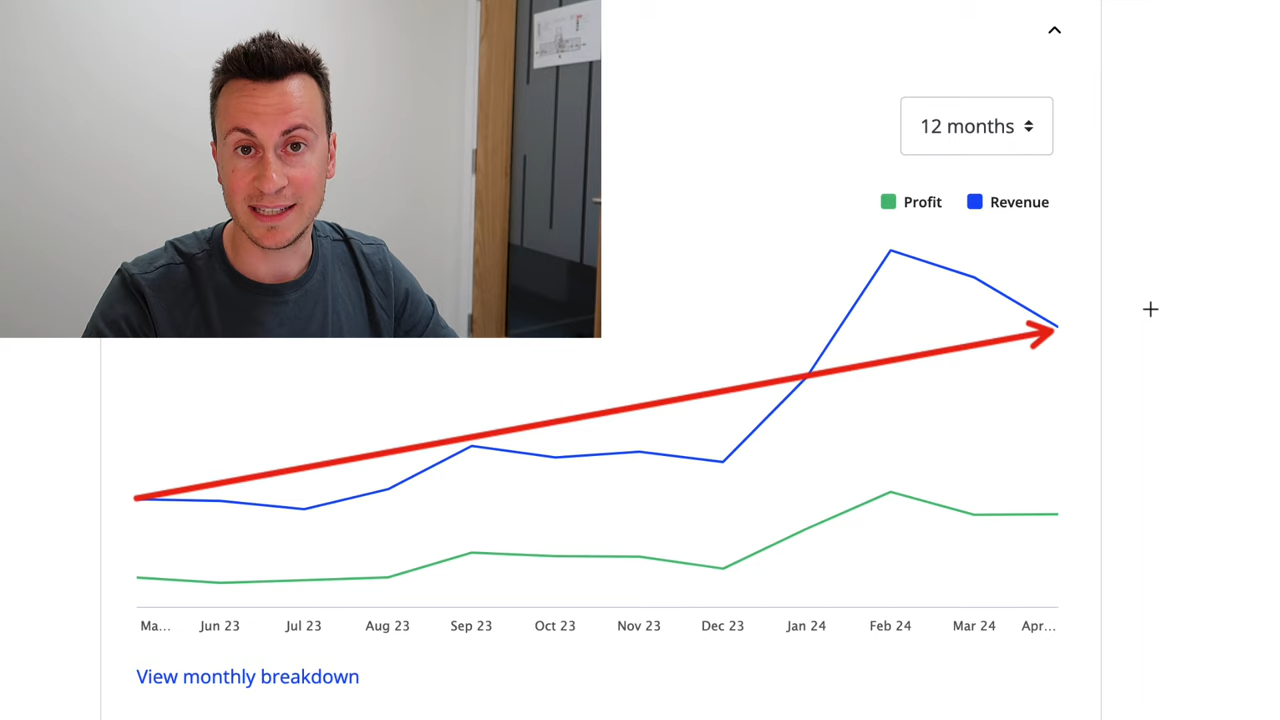 12 months
Profit
Revenue
Ma...
Jun 23
Jul 23
Aug 23
Sep 23
Oct 23
Nov 23
Dec 23
Jan 24
Feb 24
Mar 24
Apr...
View monthly breakdown